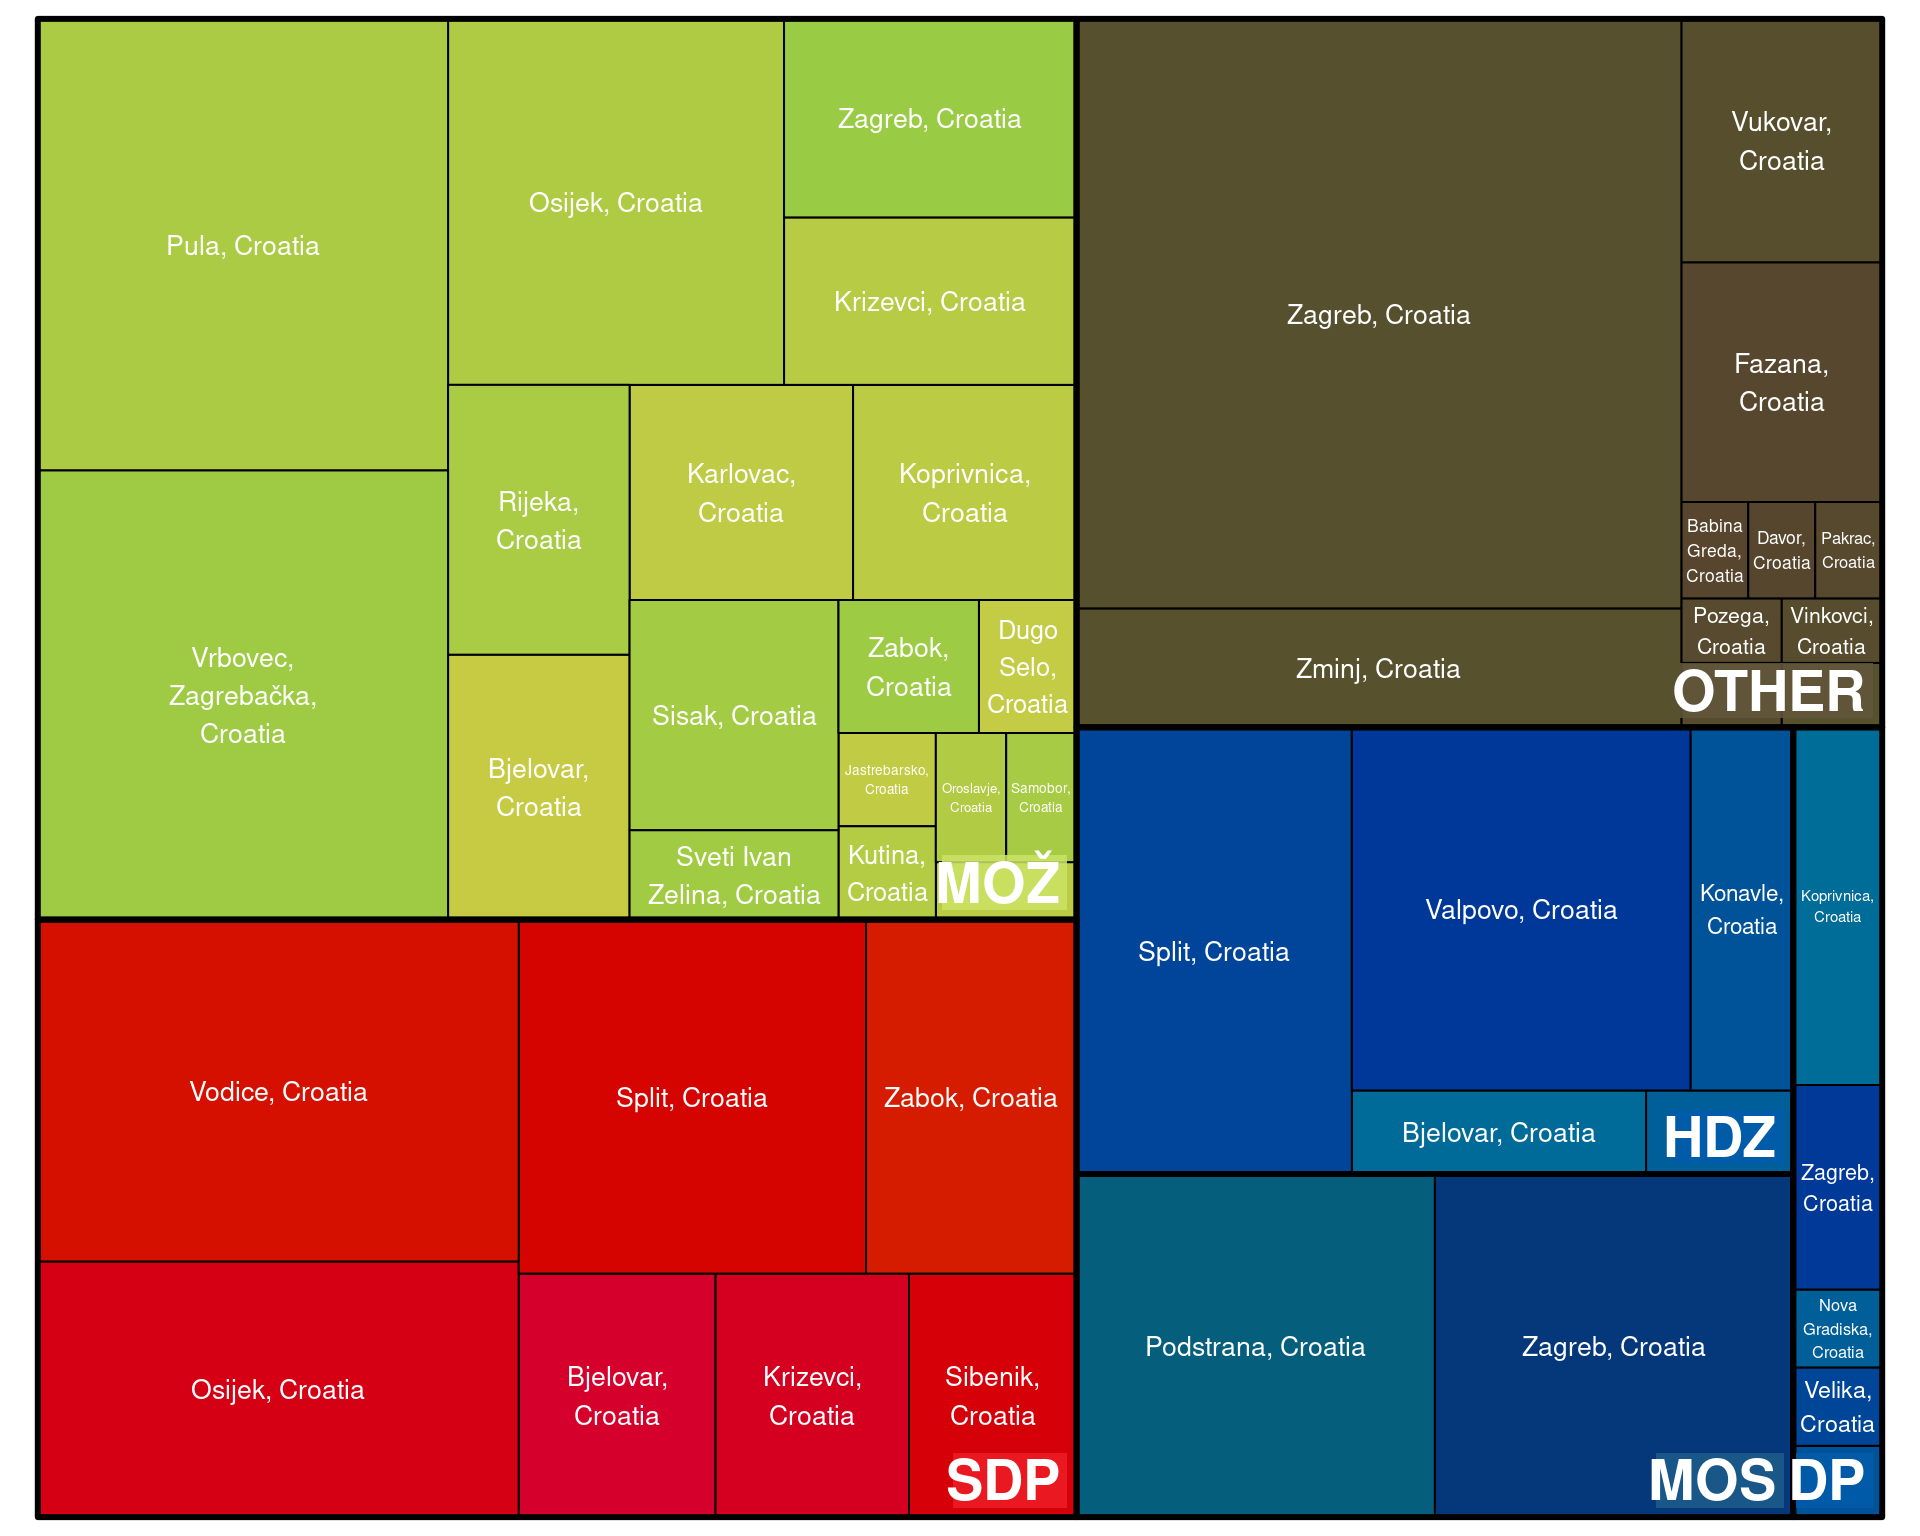 Pula, Croatia
Osijek, Croatia
Zagreb, Croatia
Krizevci, Croatia
Vrbovec,
Zagrebačka,
Croatia
Rijeka,
Croatia
Karlovac,
Croatia
Koprivnica,
Croatia
Bjelovar,
Croatia
Sisak, Croatia
Sveti Ivan
Zelina, Croatia
Zabok,
Croatia
Dugo
Selo,
Croatia
Jastrebarsko,
Croatia
Oroslavje,
Croatia
Samobor,
Croatia
Kutina,
Croatia
MOŽ
Zagreb, Croatia
Vukovar,
Croatia
Fazana,
Croatia
Babina
Greda,
Croatia
Davor,
Croatia
Pakrac,
Croatia
Pozega,
Croatia
Vinkovci,
Croatia
Zminj, Croatia
OTHER
Vodice, Croatia
Split, Croatia
Zabok, Croatia
Osijek, Croatia
Bjelovar,
Croatia
Krizevci,
Croatia
Sibenik,
Croatia
SDP
Split, Croatia
Valpovo, Croatia
Konavle,
Croatia
Bjelovar, Croatia
HDZ
Podstrana, Croatia
Zagreb, Croatia
MOS
Koprivnica,
Croatia
Zagreb,
Croatia
Nova
Gradiska,
Croatia
Velika,
Croatia
DP